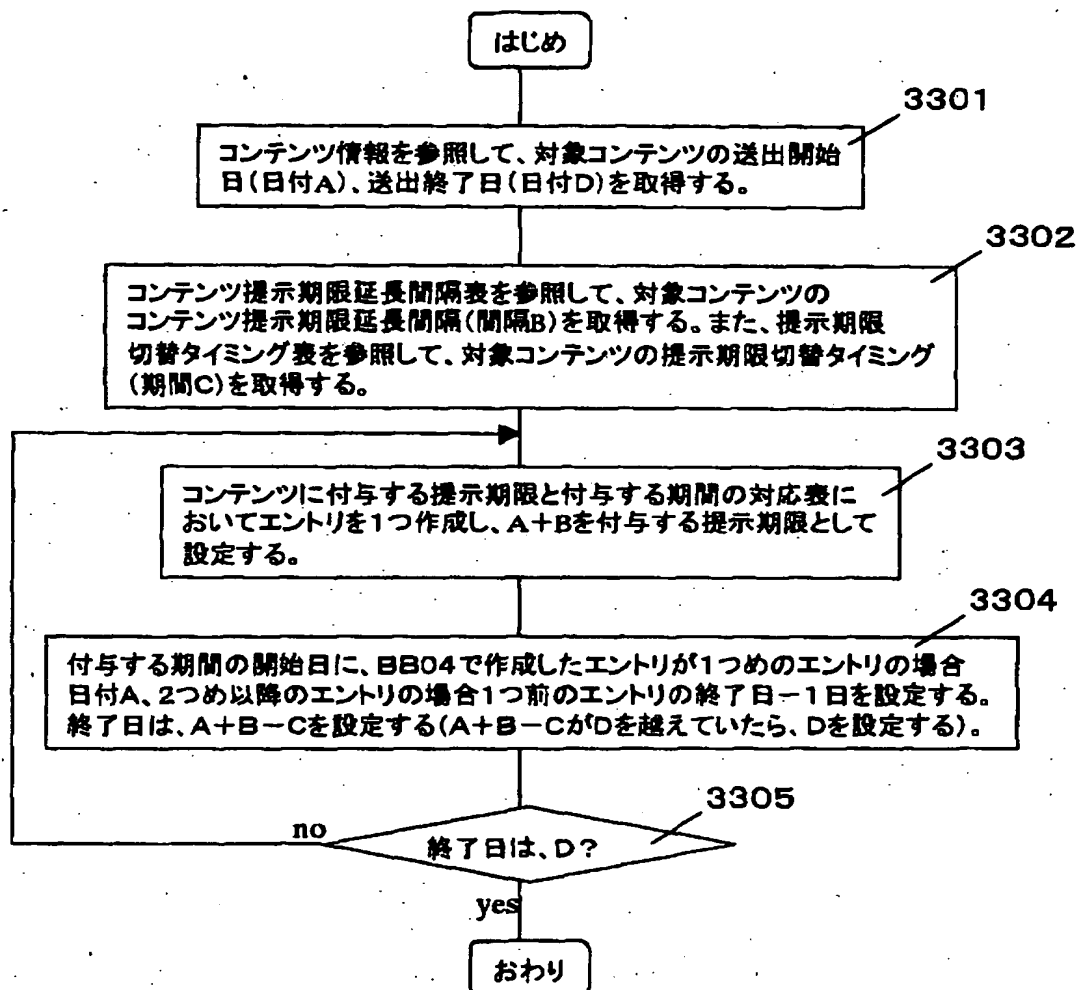 はじめ
3301
コンテンツ情報を参照して、対象コンテンツの送出開始
日(日付A)、送出終了日(日付D)を取得する。
3302
コンテンツ提示期限延長間隔表を参照して、対象コンテンツの
コンテンツ提示期限延長間隔(間隔B)を取得する。また、提示期限
切替タイミング表を参照して、対象コンテンツの提示期限切替タイミング
(期間C)を取得する。
3303
コンテンツに付与する提示期限と付与する期間の対応表に
おいてエントリを1つ作成し、A+Bを付与する提示期限として
設定する。
3304
付与する期間の開始日に、BB04で作成したエントリが1つめのエントリの場合
日付A、2つめ以降のエントリの場合1つ前のエントリの終了日-1日を設定する。
終了日は、A+B-Cを設定する(A+B-CがDを越えていたら、Dを設定する)。
3305
終了日は、D?
no
yes
おわり